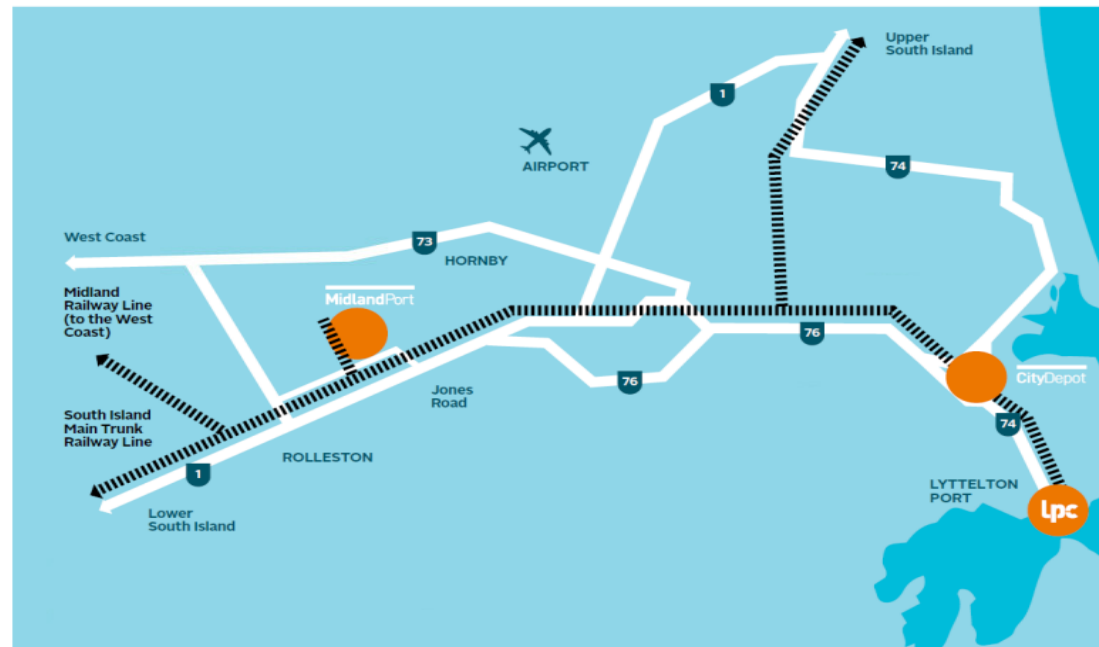 Upper
South Island
1
AIRPORT
74
West Coast
73
HORNBY
Midland
Railway Line
(to the West
Coast)
MidlandPort
76
76
CityDepot
Jones
Road
South Island
Main Trunk
Railway Line
74
ROLLESTON
1
LYTTELTON
PORT
lpc
Lower
South Island